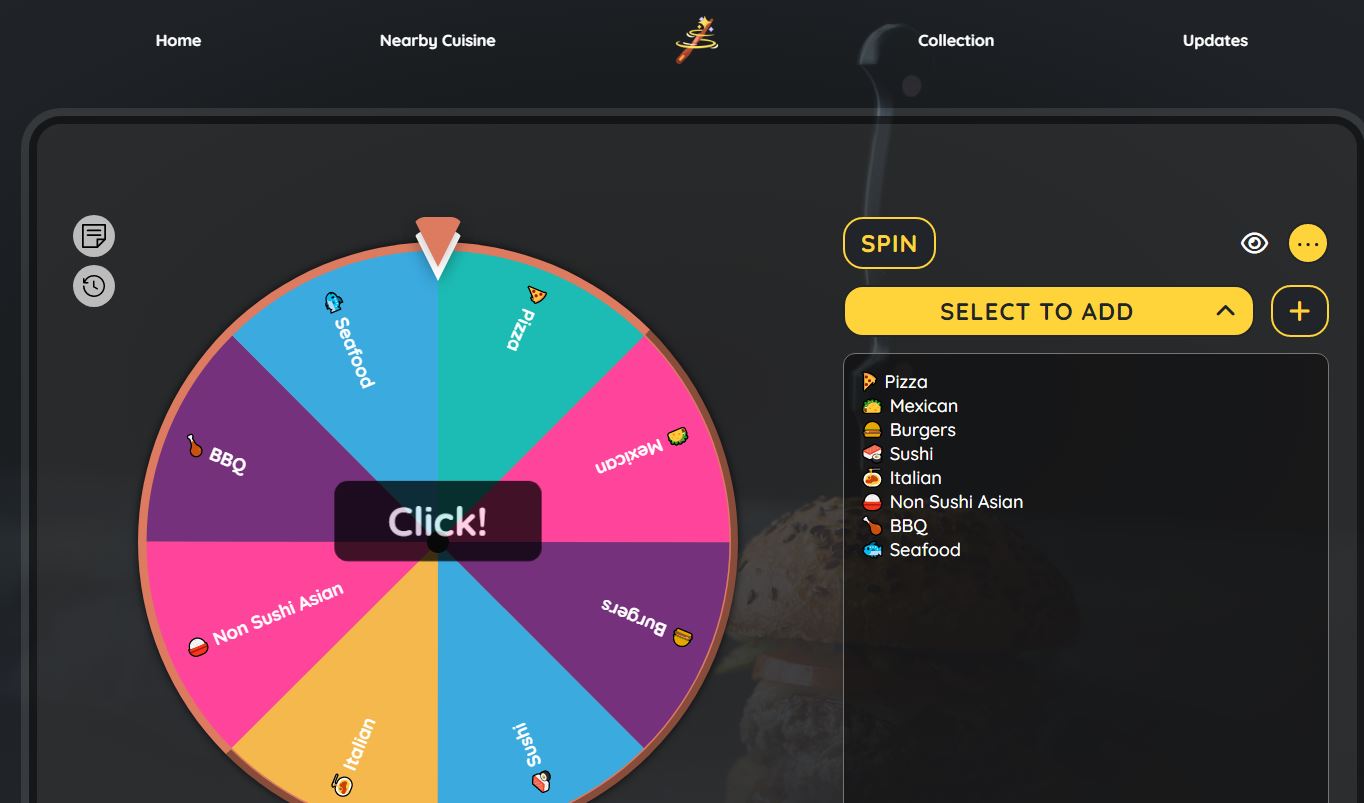 Home
Nearby Cuisine
Collection
Updates
SPIN
SELECT TO ADD
Pizza
Mexican
Burgers
Sushi
Italian
Non Sushi Asian
BBQ
Seafood
Seafood
Pizza
BBQ
Mexican
Click!
Non Sushi Asian
Burgers
Italian
Sushi